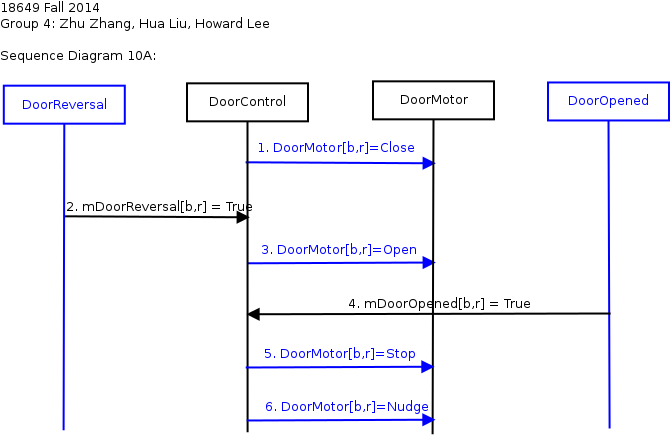 18649 Fall 2014
Group 4: Zhu Zhang, Hua Liu, Howard Lee
Sequence Diagram 10A:
DoorReversal
DoorControl
DoorMotor
DoorOpened
1. DoorMotor[b,r]=Close
2. mDoorReversal[b,r] = True
3. DoorMotor[b,r]=Open
4. mDoorOpened[b,r] = True
5. DoorMotor[b,r]=Stop
6. DoorMotor[b,r]=Nudge